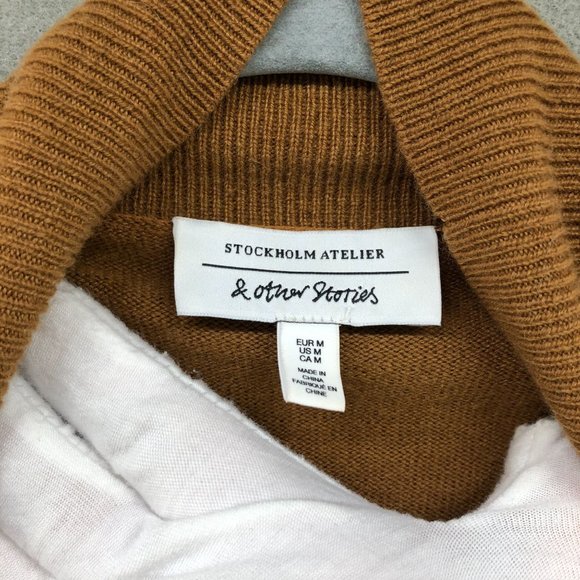 STOCKHOLM ATELIER
& other Stories
EUR M
US M
CA M
MADE IN
CHINA
FABRIQUÉ EN
CHINE